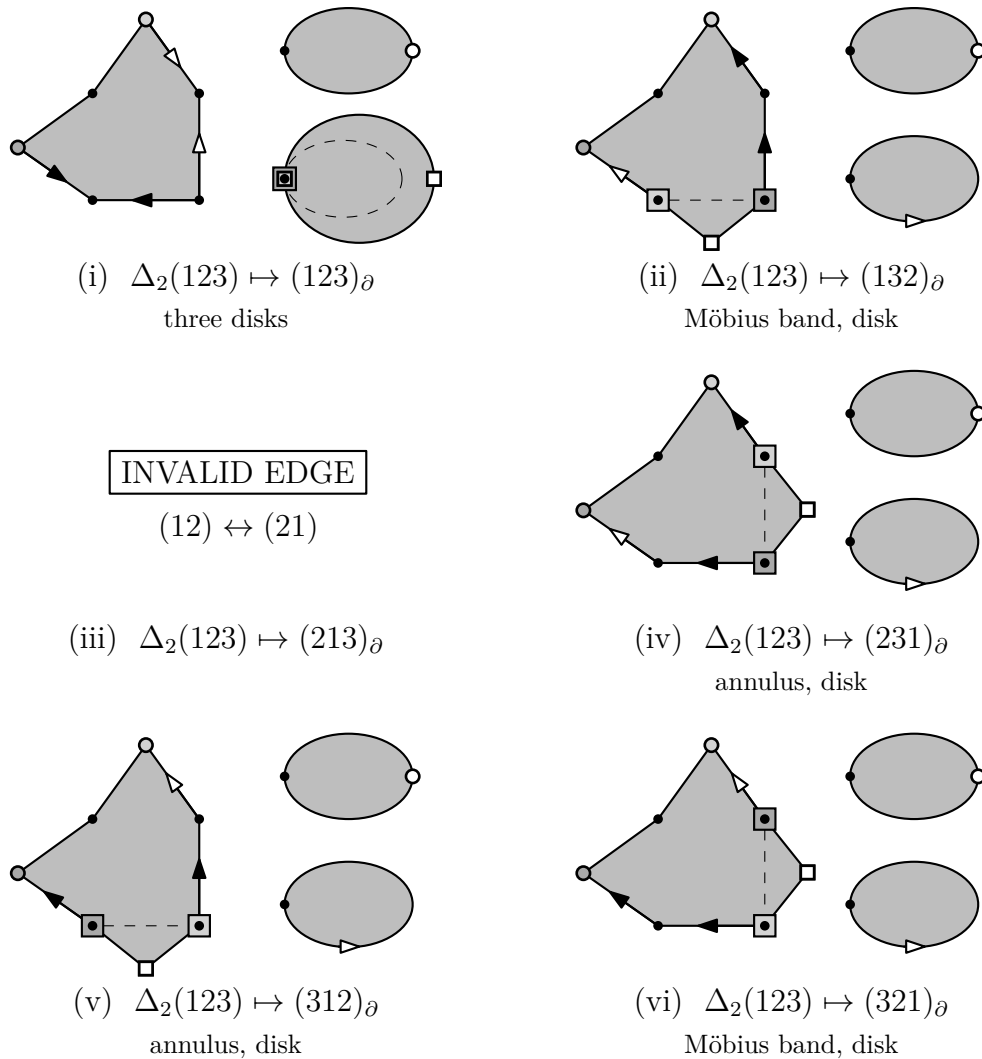 (i) Δ₂(123) ↦ (123)∂
three disks
(ii) Δ₂(123) ↦ (132)∂
Möbius band, disk
INVALID EDGE
(12) ↔ (21)
(iii) Δ₂(123) ↦ (213)∂
(iv) Δ₂(123) ↦ (231)∂
annulus, disk
(v) Δ₂(123) ↦ (312)∂
annulus, disk
(vi) Δ₂(123) ↦ (321)∂
Möbius band, disk